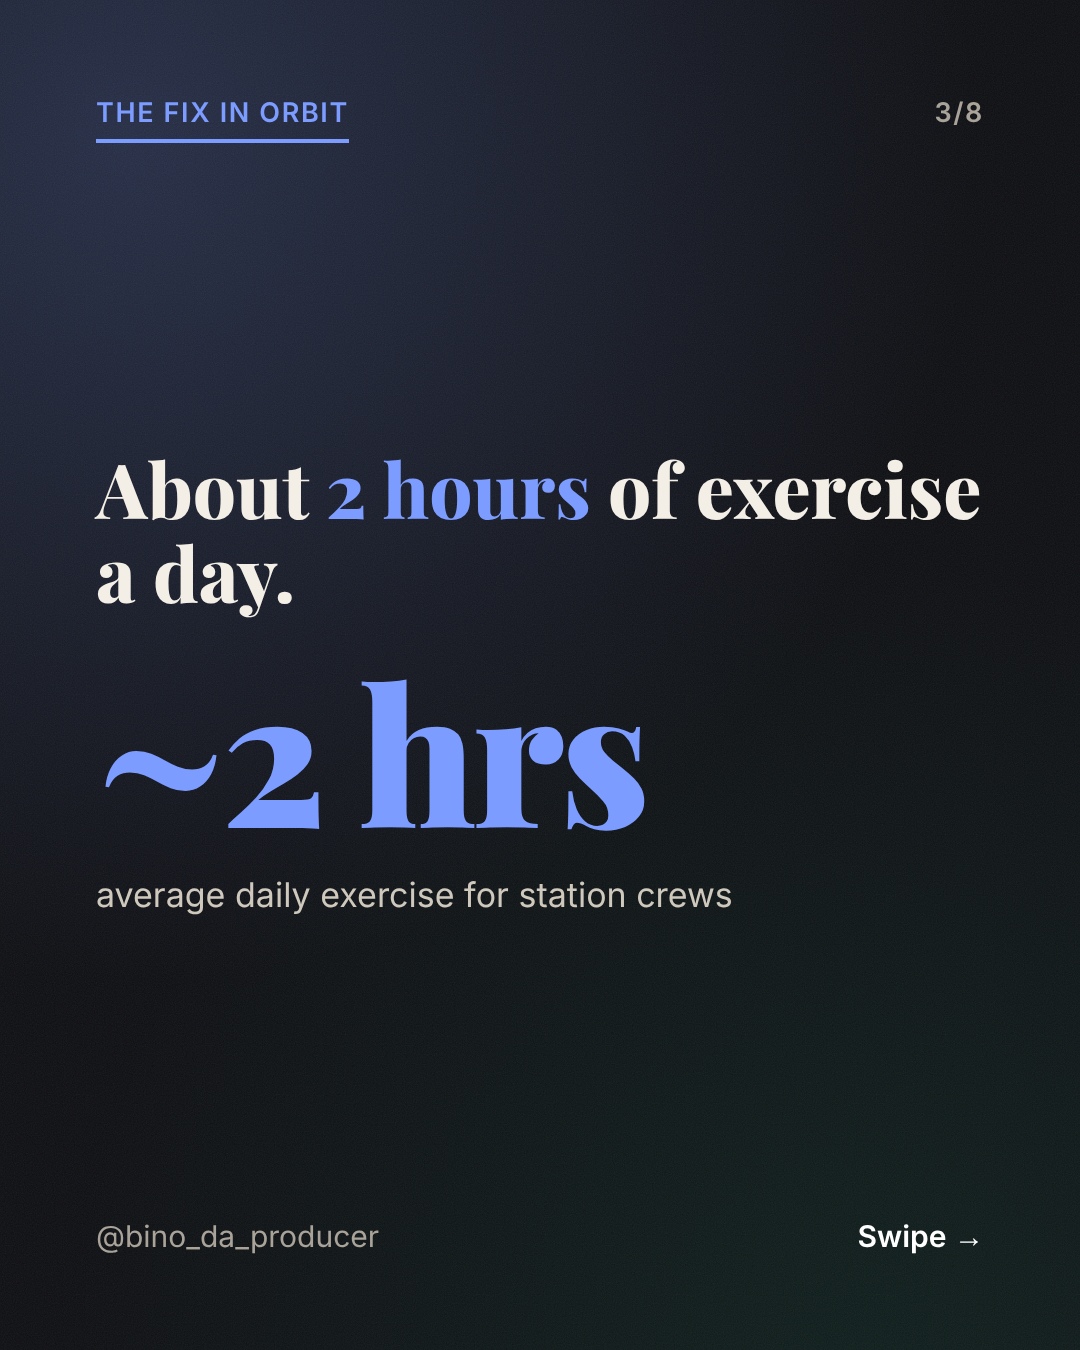 THE FIX IN ORBIT
3/8
About 2 hours of exercise
a day.
~2 hrs
average daily exercise for station crews
@bino_da_producer
Swipe →